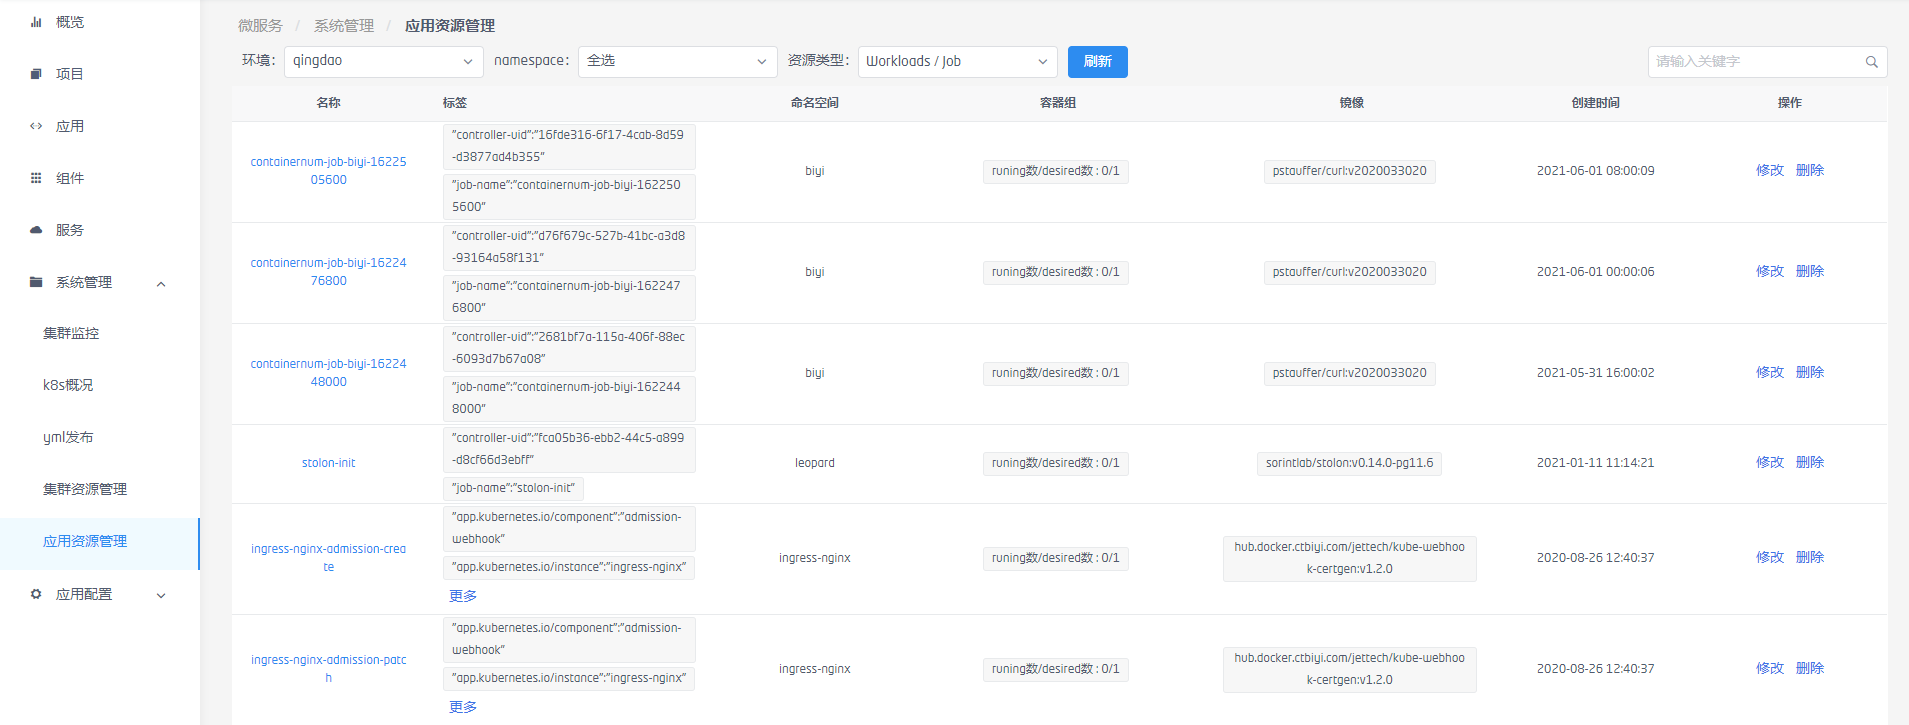 概览
项目
应用
组件
服务
系统管理
集群监控
k8s概况
yml发布
集群资源管理
应用资源管理
应用配置
微服务 / 系统管理 / 应用资源管理
环境: qingdao namespace: 全选 资源类型: Workloads / Job 刷新 请输入关键字
名称 标签 命名空间 容器组 镜像 创建时间 操作
containernum-job-biyi-16225
05600
"controller-uid":"16fde316-6f17-4cab-8d59
-d3877ad4b355"
"job-name":"containernum-job-biyi-162250
5600"
biyi
runing数/desired数 : 0/1
pstauffer/curl:v2020033020
2021-06-01 08:00:09
修改 删除
containernum-job-biyi-16224
76800
"controller-uid":"d76f679c-527b-41bc-a3d8
-93164a58f131"
"job-name":"containernum-job-biyi-162247
6800"
biyi
runing数/desired数 : 0/1
pstauffer/curl:v2020033020
2021-06-01 00:00:06
修改 删除
containernum-job-biyi-16224
48000
"controller-uid":"2681bf7a-115a-406f-88ec
-6093d7b67a08"
"job-name":"containernum-job-biyi-162244
8000"
biyi
runing数/desired数 : 0/1
pstauffer/curl:v2020033020
2021-05-31 16:00:02
修改 删除
stolon-init
"controller-uid":"fca05b36-ebb2-44c5-a899
-d8cf66d3ebff"
"job-name":"stolon-init"
leopard
runing数/desired数 : 0/1
sorintlab/stolon:v0.14.0-pg11.6
2021-01-11 11:14:21
修改 删除
ingress-nginx-admission-crea
te
"app.kubernetes.io/component":"admission-
webhook"
"app.kubernetes.io/instance":"ingress-nginx"
更多
ingress-nginx
runing数/desired数 : 0/1
hub.docker.ctbiyi.com/jettech/kube-webhoo
k-certgen:v1.2.0
2020-08-26 12:40:37
修改 删除
ingress-nginx-admission-patc
h
"app.kubernetes.io/component":"admission-
webhook"
"app.kubernetes.io/instance":"ingress-nginx"
更多
ingress-nginx
runing数/desired数 : 0/1
hub.docker.ctbiyi.com/jettech/kube-webhoo
k-certgen:v1.2.0
2020-08-26 12:40:37
修改 删除